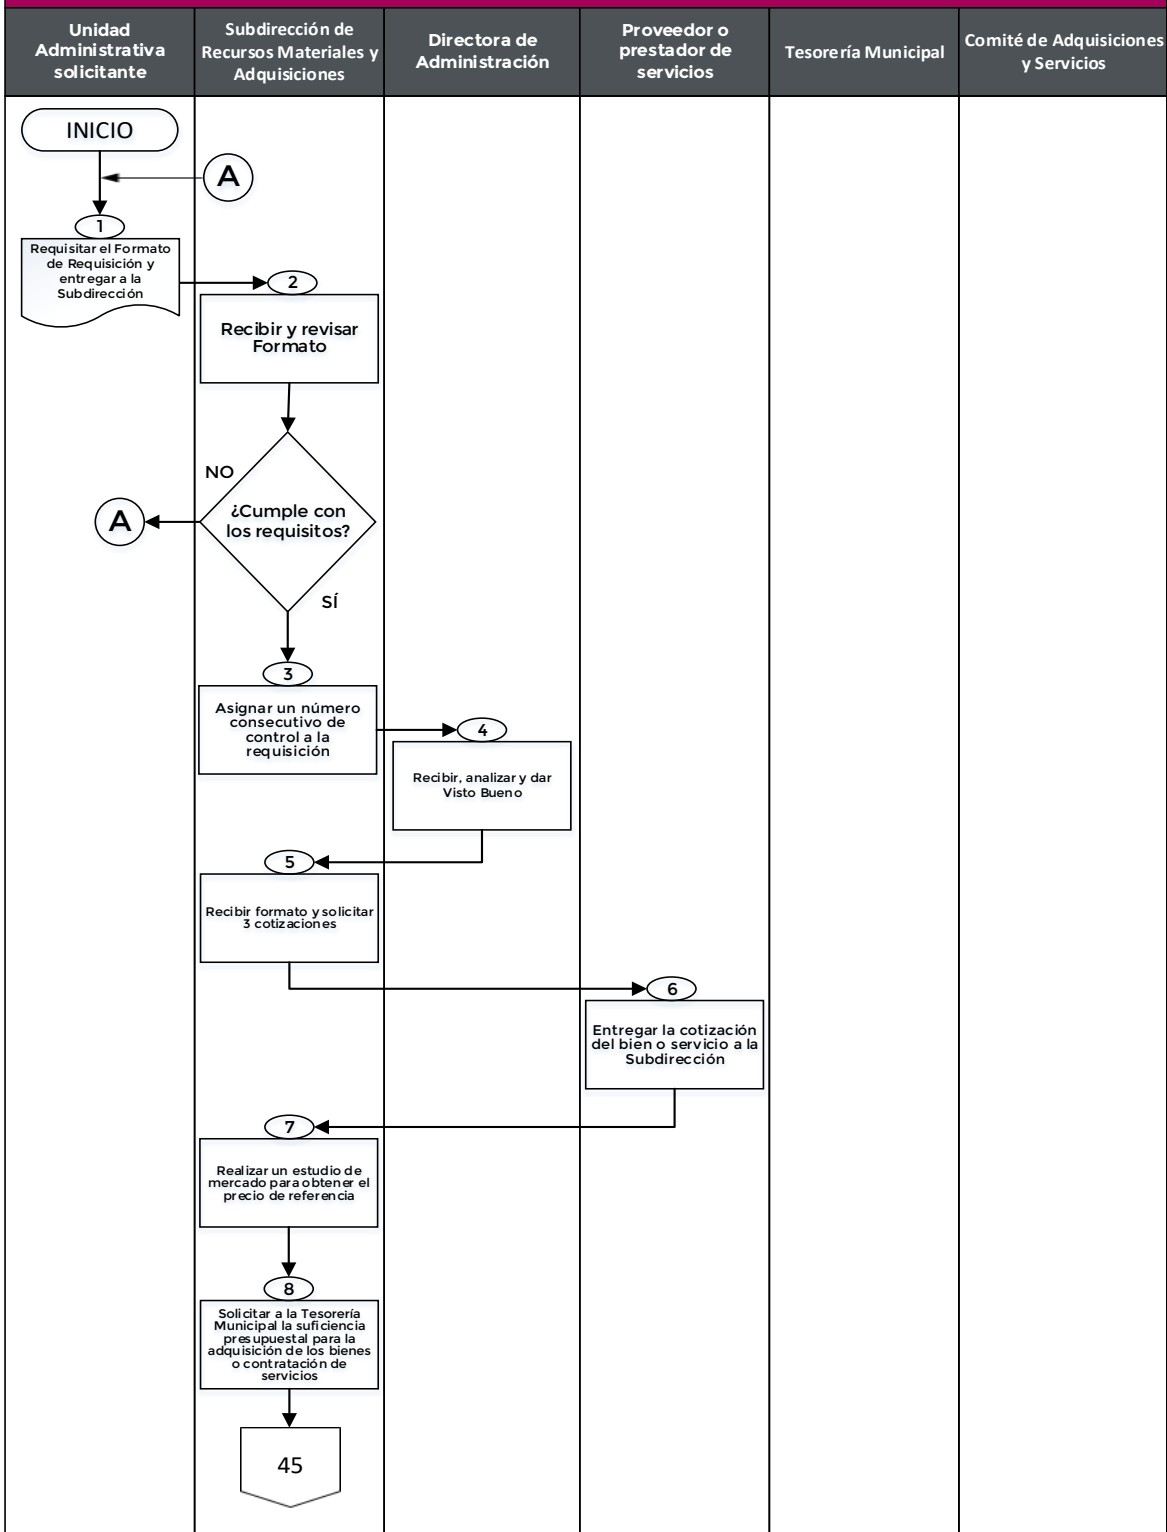 Unidad
Administrativa
solicitante
Subdirección de
Recursos Materiales y
Adquisiciones
Directora de
Administración
Proveedor o
prestador de
servicios
Tesorería Municipal
Comité de Adquisiciones
y Servicios
INICIO
A
1
Requisitar el Formato
de Requisición y
entregar a la
Subdirección
2
Recibir y revisar
Formato
NO
¿Cumple con
los requisitos?
A
SÍ
3
Asignar un número
consecutivo de
control a la
requisición
4
Recibir, analizar y dar
Visto Bueno
5
Recibir formato y solicitar
3 cotizaciones
6
Entregar la cotización
del bien o servicio a la
Subdirección
7
Realizar un estudio de
mercado para obtener el
precio de referencia
8
Solicitar a la Tesorería
Municipal la suficiencia
presupuestal para la
adquisición de los bienes
o contratación de
servicios
45